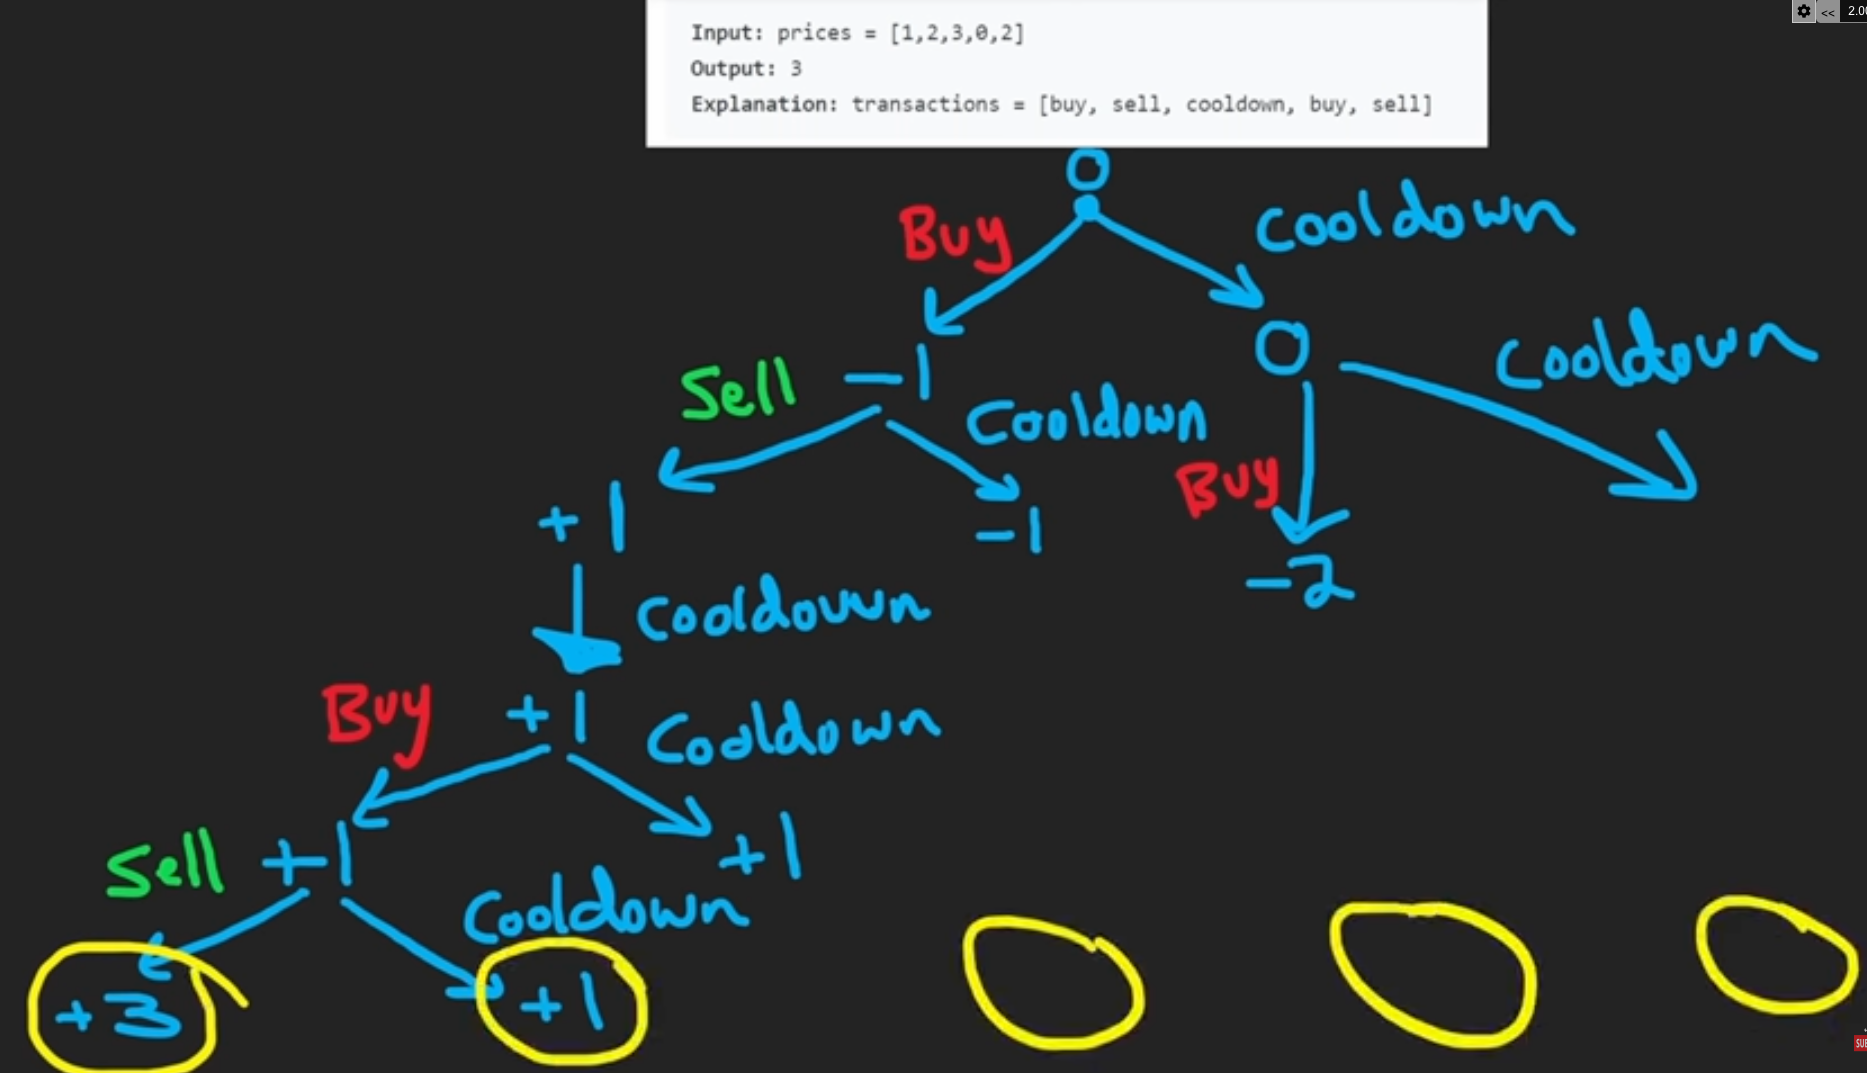 << 2.0
Input: prices = [1,2,3,0,2]
Output: 3
Explanation: transactions = [buy, sell, cooldown, buy, sell]
0
Buy
Cooldown
-1
0
Sell
Cooldown
Cooldown
Buy
+1
-1
-2
Cooldown
Buy
+1
Cooldown
Sell
+1
+1
Cooldown
+3
+1
SUB